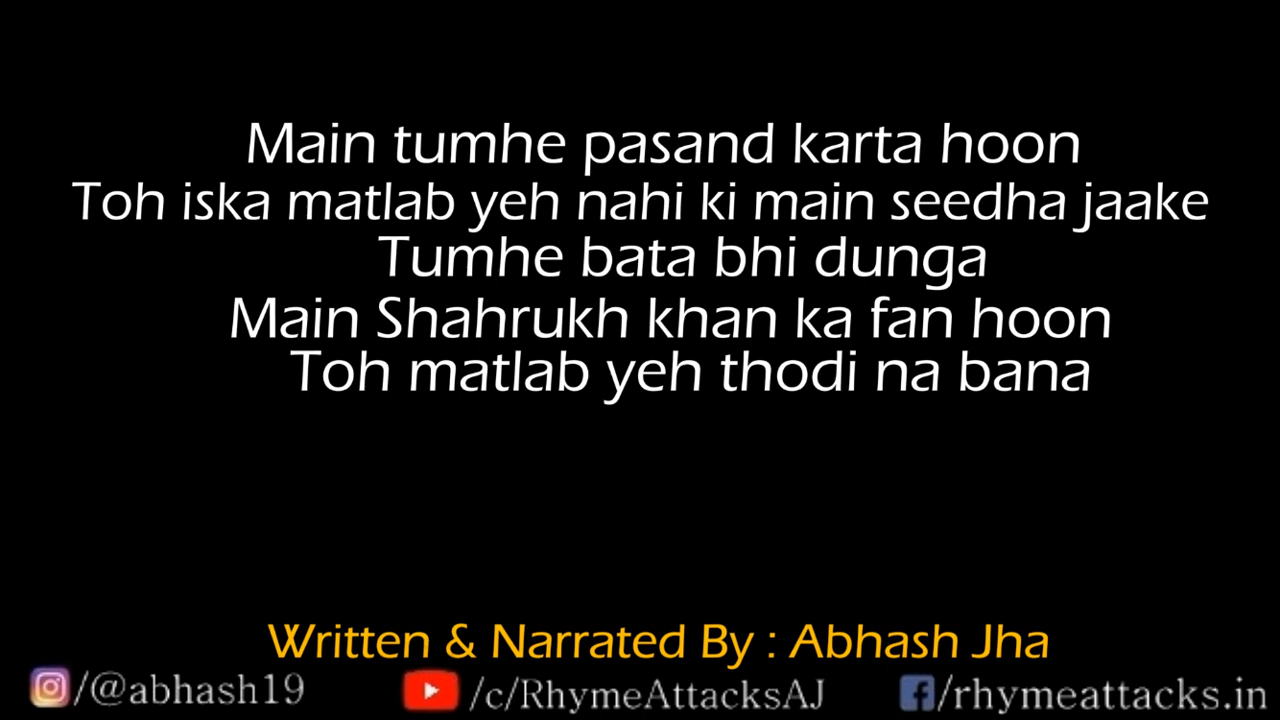 Main tumhe pasand karta hoon
Toh iska matlab yeh nahi ki main seedha jaake
Tumhe bata bhi dunga
Main Shahrukh khan ka fan hoon
Toh matlab yeh thodi na bana
Written & Narrated By : Abhash Jha
/@abhash19 /c/RhymeAttacksAJ /rhymeattacks.in